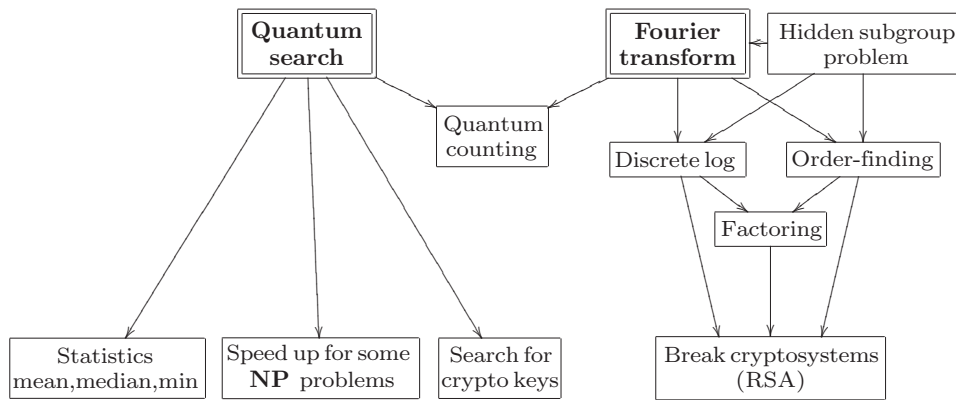 Quantum
search
Fourier
transform
Hidden subgroup
problem
Quantum
counting
Discrete log
Order-finding
Factoring
Statistics
mean,median,min
Speed up for some
NP problems
Search for
crypto keys
Break cryptosystems
(RSA)